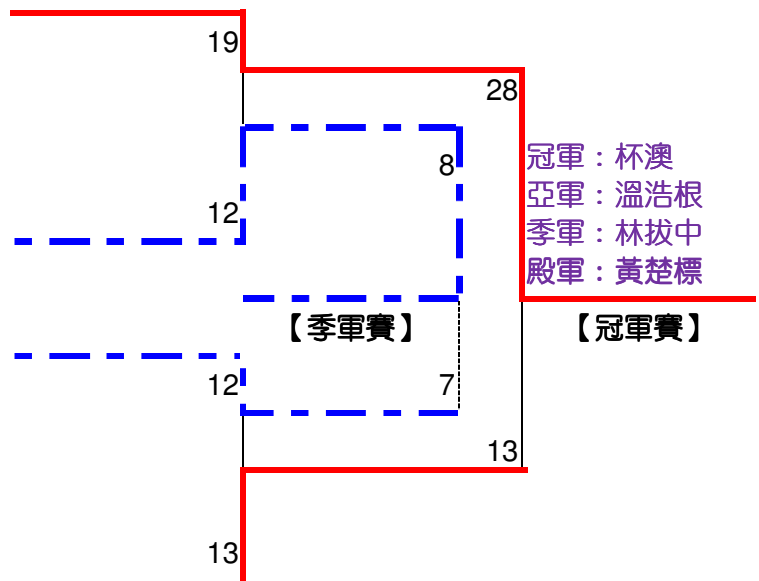 19
28
冠軍：杯澳
8
亞軍：溫浩根
12
季軍：林拔中
殿軍：黃楚標
【季軍賽】
【冠軍賽】
12
7
13
13